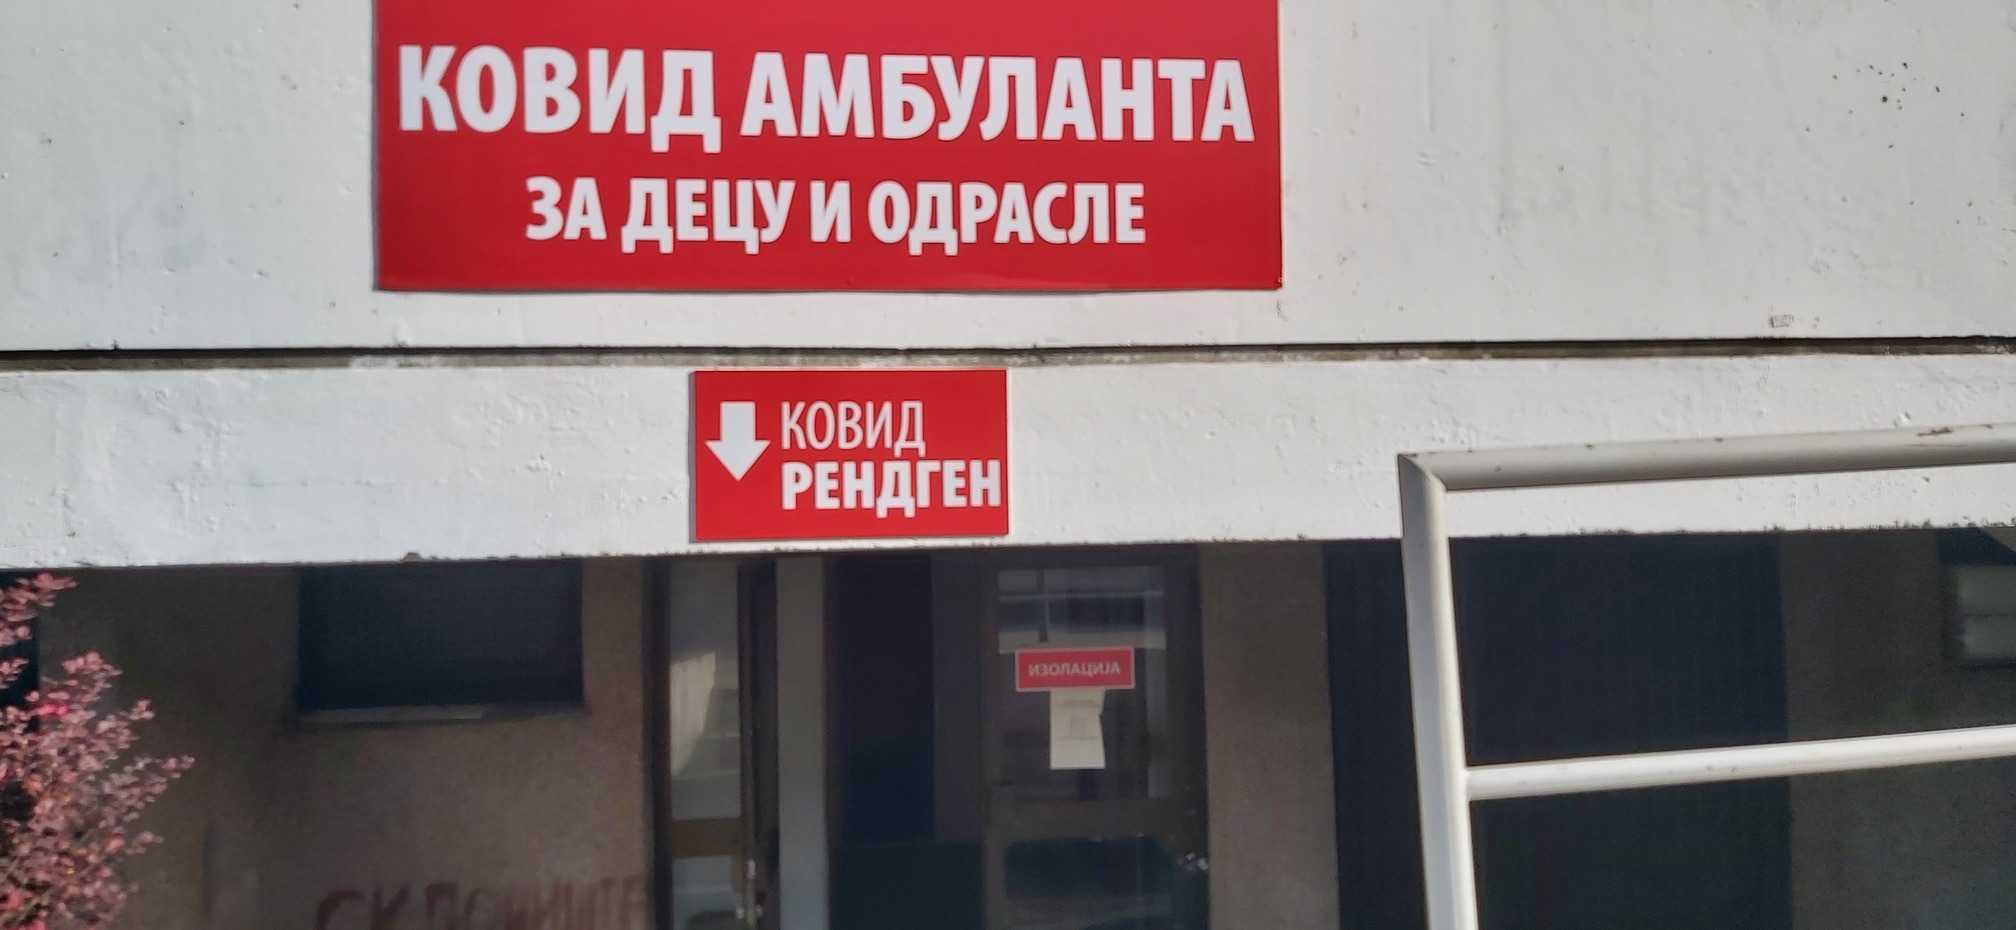 КОВИД АМБУЛАНТА
ЗА ДЕЦУ И ОДРАСЛЕ
КОВИД
РЕНДГЕН
ИЗОЛАЦИЈА